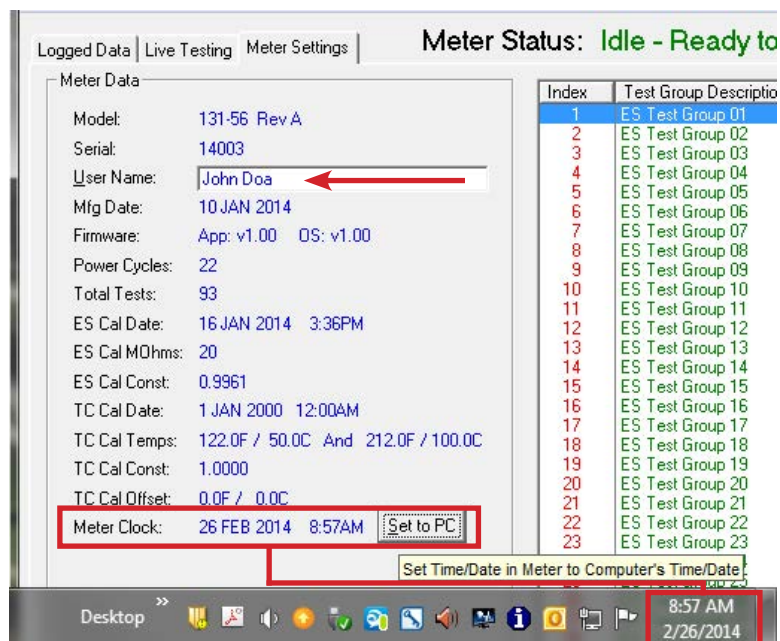 Logged Data Live Testing Meter Settings Meter Status: Idle - Ready to
Meter Data
Model: 131-56 Rev A
Serial: 14003
User Name: John Doa
Mfg Date: 10 JAN 2014
Firmware: App: v1.00 OS: v1.00
Power Cycles: 22
Total Tests: 93
ES Cal Date: 16 JAN 2014 3:36PM
ES Cal MOhms: 20
ES Cal Const: 0.9961
TC Cal Date: 1 JAN 2000 12:00AM
TC Cal Temps: 122.0F / 50.0C And 212.0F / 100.0C
TC Cal Const: 1.0000
TC Cal Offset: 0.0F / 0.0C
Meter Clock: 26 FEB 2014 8:57AM Set to PC
Index Test Group Descriptio
1 ES Test Group 01
2 ES Test Group 02
3 ES Test Group 03
4 ES Test Group 04
5 ES Test Group 05
6 ES Test Group 06
7 ES Test Group 07
8 ES Test Group 08
9 ES Test Group 09
10 ES Test Group 10
11 ES Test Group 11
12 ES Test Group 12
13 ES Test Group 13
14 ES Test Group 14
15 ES Test Group 15
16 ES Test Group 16
17 ES Test Group 17
18 ES Test Group 18
19 ES Test Group 19
20 ES Test Group 20
21 ES Test Group 21
22 ES Test Group 22
23 ES Test Group 23
Set Time/Date in Meter to Computer's Time/Date
Desktop » 8:57 AM
2/26/2014